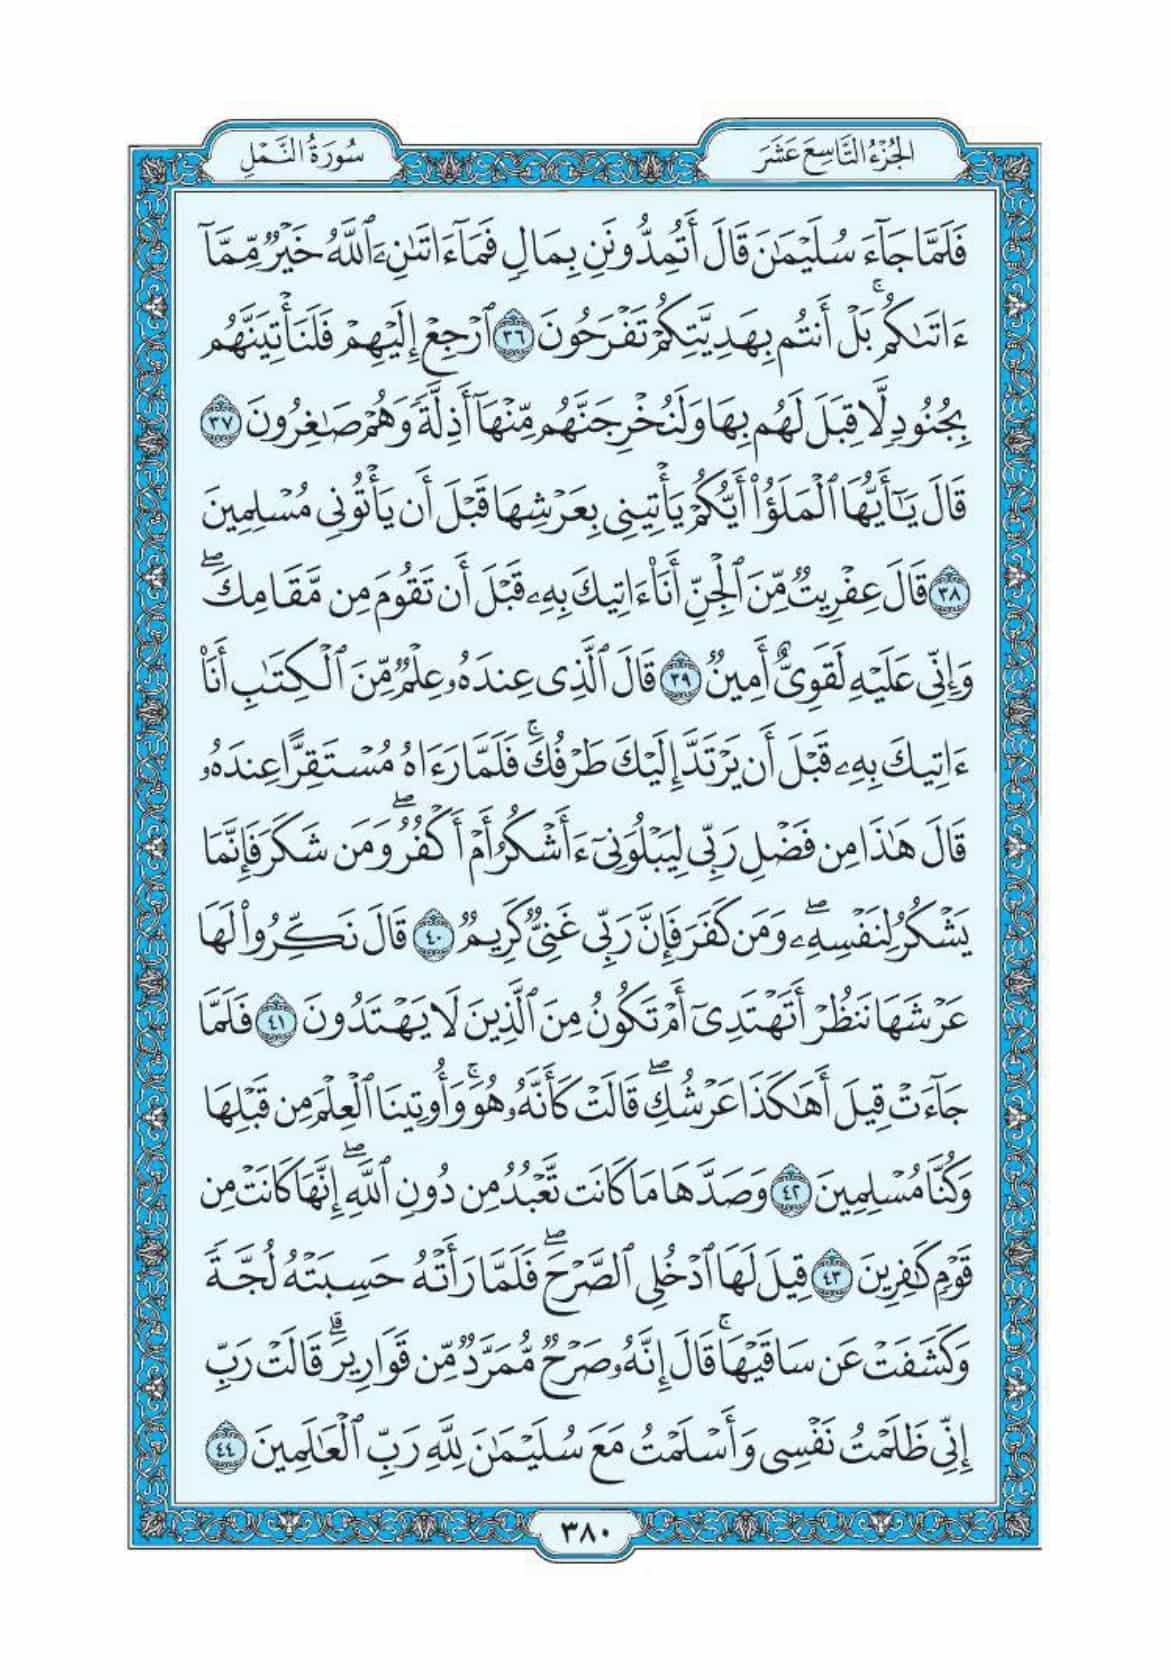 الجزء التاسع عشر
سورة النمل
فَلَمَّا جَآءَ سُلَيْمَٰنَ قَالَ أَتُمِدُّونَنِ بِمَالٍ فَمَآ ءَاتَىٰنِۦَ ٱللَّهُ خَيْرٌ مِّمَّآ
ءَاتَىٰكُمۚ بَلْ أَنتُم بِهَدِيَّتِكُمْ تَفْرَحُونَ ٣٦ ٱرْجِعْ إِلَيْهِمْ فَلَنَأْتِيَنَّهُم
بِجُنُودٍ لَّا قِبَلَ لَهُم بِهَا وَلَنُخْرِجَنَّهُم مِّنْهَآ أَذِلَّةً وَهُمْ صَٰغِرُونَ ٣٧
قَالَ يَٰٓأَيُّهَا ٱلْمَلَؤُا۟ أَيُّكُمْ يَأْتِينِى بِعَرْشِهَا قَبْلَ أَن يَأْتُونِى مُسْلِمِينَ
٣٨ قَالَ عِفْرِيتٌ مِّنَ ٱلْجِنِّ أَنَا۠ ءَاتِيكَ بِهِۦ قَبْلَ أَن تَقُومَ مِن مَّقَامِكَۖ
وَإِنِّى عَلَيْهِ لَقَوِىٌّ أَمِينٌ ٣٩ قَالَ ٱلَّذِى عِندَهُۥ عِلْمٌ مِّنَ ٱلْكِتَٰبِ أَنَا۠
ءَاتِيكَ بِهِۦ قَبْلَ أَن يَرْتَدَّ إِلَيْكَ طَرْفُكَۚ فَلَمَّا رَءَاهُ مُسْتَقِرًّا عِندَهُۥ
قَالَ هَٰذَا مِن فَضْلِ رَبِّى لِيَبْلُوَنِىٓ ءَأَشْكُرُ أَمْ أَكْفُرُۖ وَمَن شَكَرَ فَإِنَّمَا
يَشْكُرُ لِنَفْسِهِۦۖ وَمَن كَفَرَ فَإِنَّ رَبِّى غَنِىٌّ كَرِيمٌ ٤٠ قَالَ نَكِّرُوا۟ لَهَا
عَرْشَهَا نَنظُرْ أَتَهْتَدِىٓ أَمْ تَكُونُ مِنَ ٱلَّذِينَ لَا يَهْتَدُونَ ٤١ فَلَمَّا
جَآءَتْ قِيلَ أَهَٰكَذَا عَرْشُكِۖ قَالَتْ كَأَنَّهُۥ هُوَۚ وَأُوتِينَا ٱلْعِلْمَ مِن قَبْلِهَا
وَكُنَّا مُسْلِمِينَ ٤٢ وَصَدَّهَا مَا كَانَت تَّعْبُدُ مِن دُونِ ٱللَّهِۖ إِنَّهَا كَانَتْ مِن
قَوْمٍ كَٰفِرِينَ ٤٣ قِيلَ لَهَا ٱدْخُلِى ٱلصَّرْحَۖ فَلَمَّا رَأَتْهُ حَسِبَتْهُ لُجَّةً
وَكَشَفَتْ عَن سَاقَيْهَاۚ قَالَ إِنَّهُۥ صَرْحٌ مُّمَرَّدٌ مِّن قَوَارِيرَۗ قَالَتْ رَبِّ
إِنِّى ظَلَمْتُ نَفْسِى وَأَسْلَمْتُ مَعَ سُلَيْمَٰنَ لِلَّهِ رَبِّ ٱلْعَٰلَمِينَ ٤٤
٣٨٠